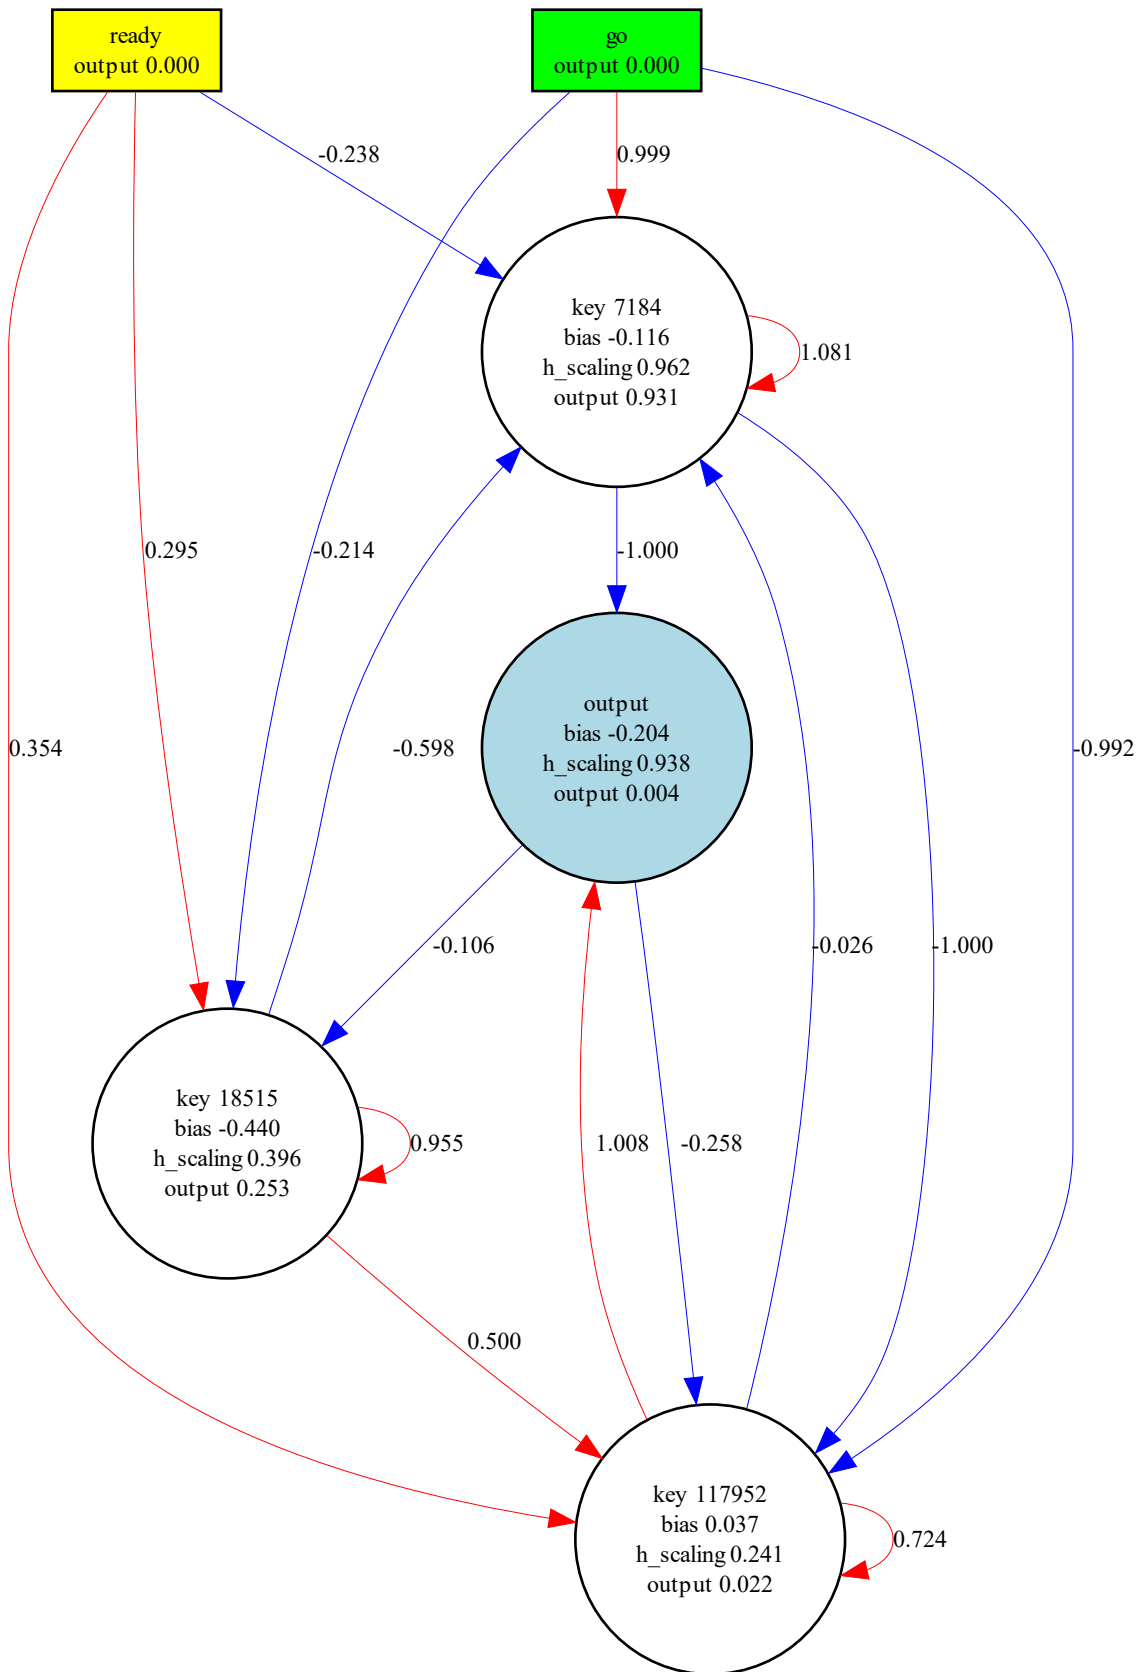 ready
output 0.000
go
output 0.000
-0.238
0.999
key 7184
bias -0.116
h_scaling 0.962
output 0.931
1.081
0.295
-0.214
-1.000
output
bias -0.204
h_scaling 0.938
output 0.004
0.354
-0.598
-0.992
-0.106
-0.026
-1.000
key 18515
bias -0.440
h_scaling 0.396
output 0.253
0.955
1.008
-0.258
0.500
key 117952
bias 0.037
h_scaling 0.241
output 0.022
0.724